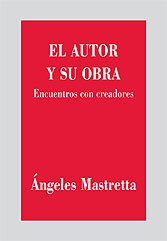 EL AUTOR
Y SU OBRA
Encuentros con creadores
Ángeles Mastretta